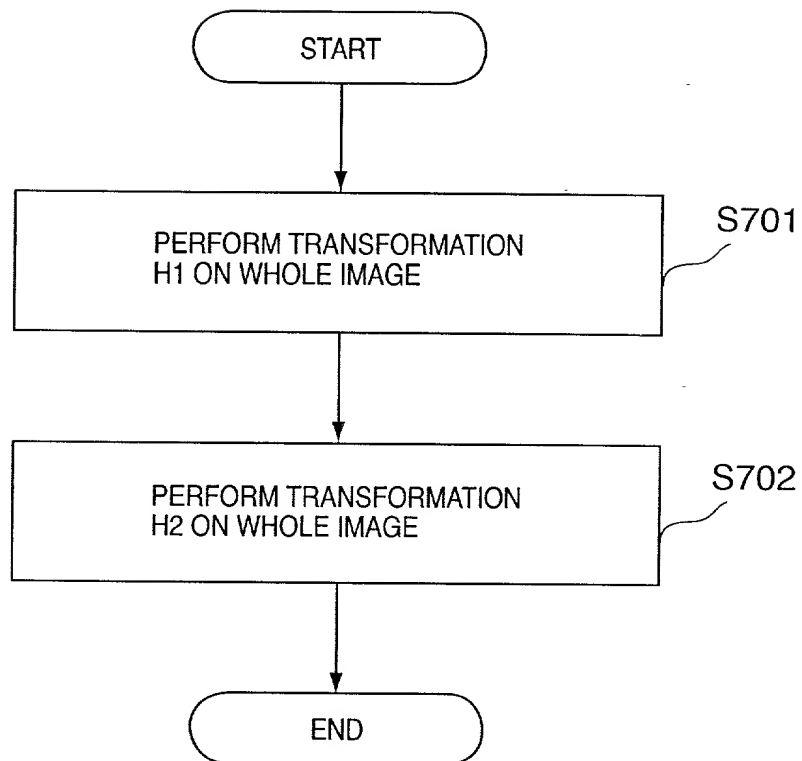 START
S701
PERFORM TRANSFORMATION
H1 ON WHOLE IMAGE
S702
PERFORM TRANSFORMATION
H2 ON WHOLE IMAGE
END